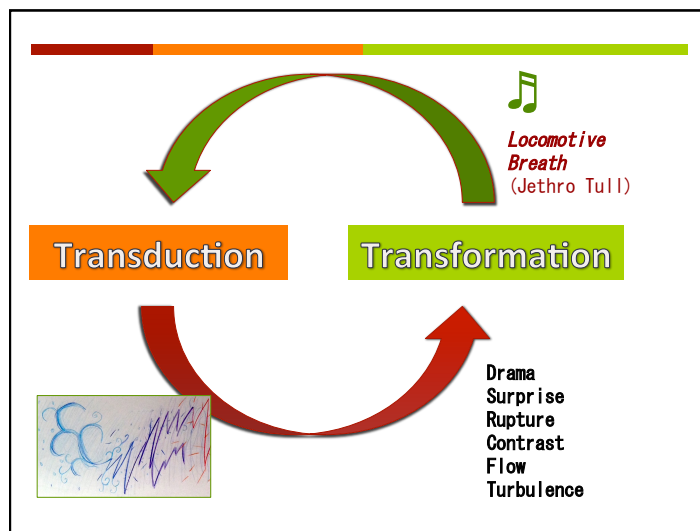 Locomotive
Breath
(Jethro Tull)
Transduction
Transformation
Drama
Surprise
Rupture
Contrast
Flow
Turbulence